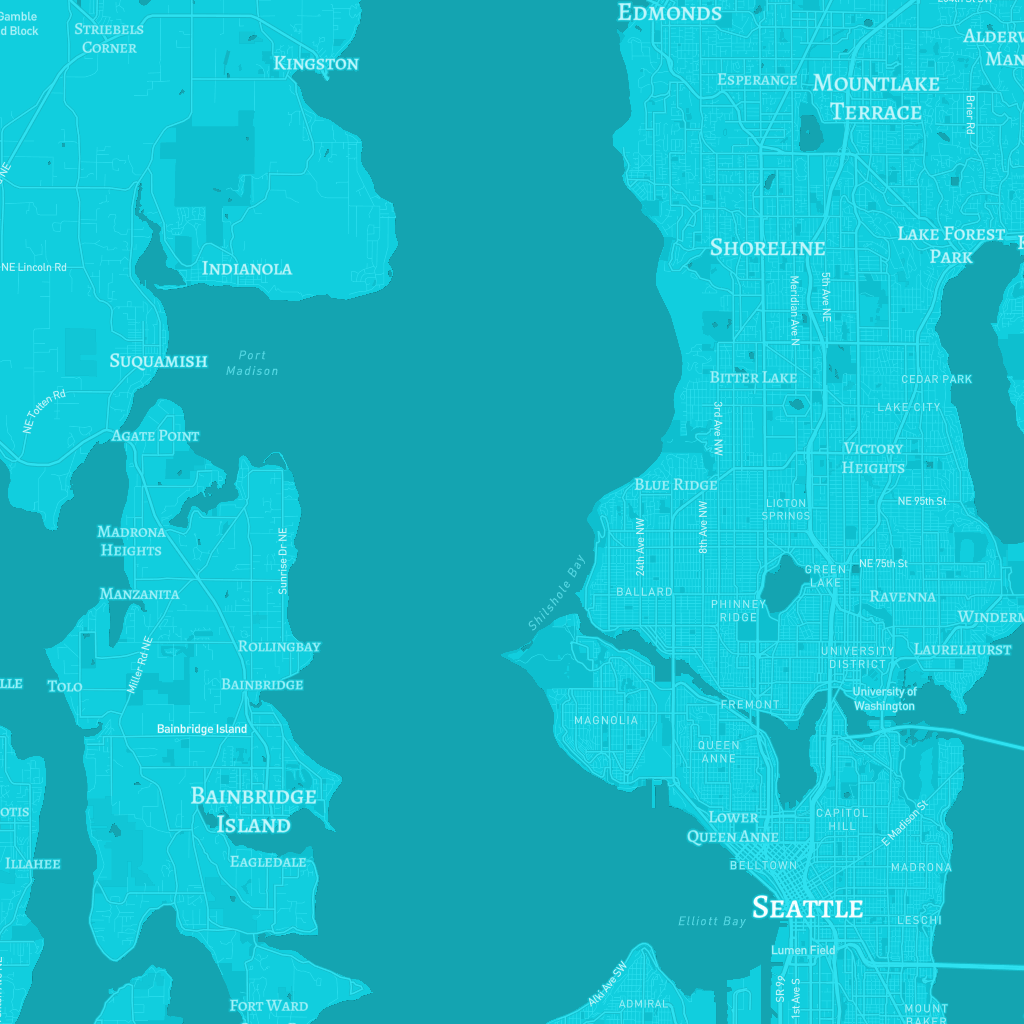 Gamble
d Block
STRIEBELS
CORNER
KINGSTON
EDMONDS
ALDERW
MAN
ESPERANCE
MOUNTLAKE
TERRACE
Brier Rd
NE
INDIANOLA
NE Lincoln Rd
SHORELINE
LAKE FOREST
PARK
Meridian Ave N
5th Ave NE
SUQUAMISH
Port
Madison
BITTER LAKE
CEDAR PARK
NE Totten Rd
3rd Ave NW
LAKE CITY
AGATE POINT
VICTORY
HEIGHTS
BLUE RIDGE
LICTON
SPRINGS
NE 95th St
MADRONA
HEIGHTS
Sunrise Dr NE
24th Ave NW
8th Ave NW
MANZANITA
Shilshole Bay
BALLARD
GREEN
LAKE
NE 75th St
RAVENNA
PHINNEY
RIDGE
WINDERM
ROLLINGBAY
Miller Rd NE
UNIVERSITY
DISTRICT
LAURELHURST
LLE
TOLO
BAINBRIDGE
University of
Washington
Bainbridge Island
MAGNOLIA
FREMONT
QUEEN
ANNE
BAINBRIDGE
ISLAND
OTIS
LOWER
QUEEN ANNE
CAPITOL
HILL
E Madison St
ILLAHEE
EAGLEDALE
BELLTOWN
MADRONA
SEATTLE
Elliott Bay
LESCHI
Lumen Field
Alki Ave SW
SR 99
1st Ave S
FORT WARD
ADMIRAL
MOUNT
BAKER